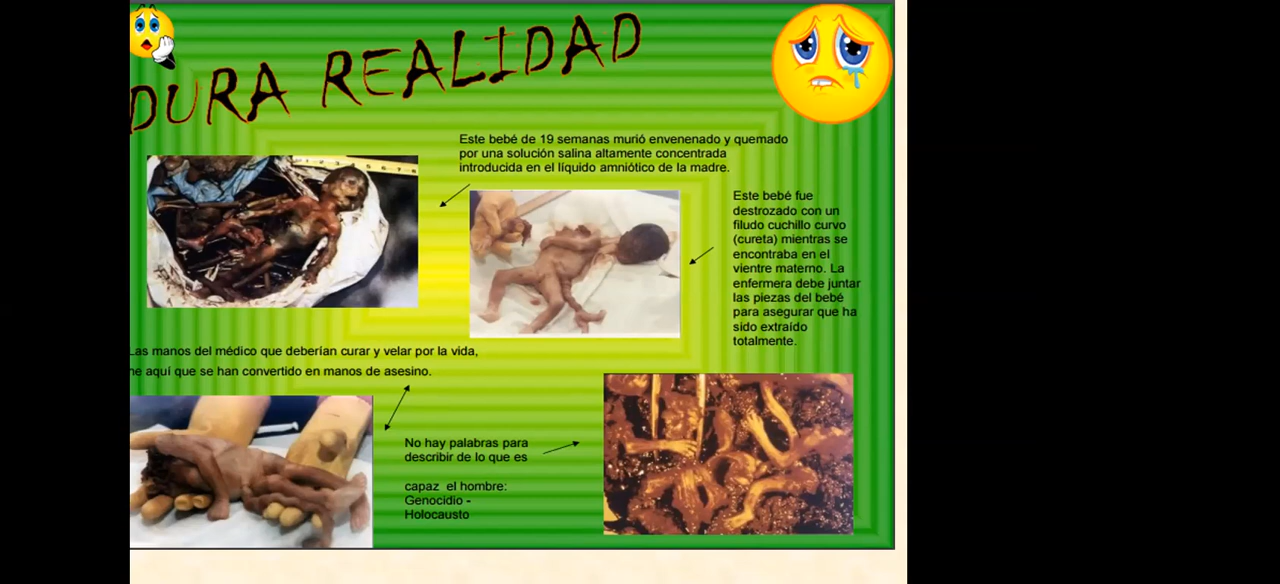 DURA REALIDAD
Este bebé de 19 semanas murió envenenado y quemado
por una solución salina altamente concentrada
introducida en el líquido amniótico de la madre.
Este bebé fue
destrozado con un
filudo cuchillo curvo
(cureta) mientras se
encontraba en el
vientre materno. La
enfermera debe juntar
las piezas del bebé
para asegurar que ha
sido extraído
totalmente.
Las manos del médico que deberían curar y velar por la vida,
he aquí que se han convertido en manos de asesino.
No hay palabras para
describir de lo que es
capaz el hombre:
Genocidio -
Holocausto